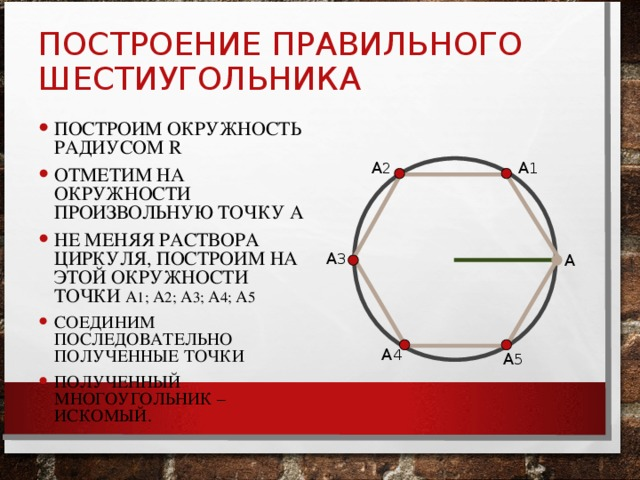 ПОСТРОЕНИЕ ПРАВИЛЬНОГО
ШЕСТИУГОЛЬНИКА
• ПОСТРОИМ ОКРУЖНОСТЬ
РАДИУСОМ R
• ОТМЕТИМ НА
ОКРУЖНОСТИ
ПРОИЗВОЛЬНУЮ ТОЧКУ А
• НЕ МЕНЯЯ РАСТВОРА
ЦИРКУЛЯ, ПОСТРОИМ НА
ЭТОЙ ОКРУЖНОСТИ
ТОЧКИ А1; А2; А3; А4; А5
• СОЕДИНИМ
ПОСЛЕДОВАТЕЛЬНО
ПОЛУЧЕННЫЕ ТОЧКИ
• ПОЛУЧЕННЫЙ
МНОГОУГОЛЬНИК –
ИСКОМЫЙ.
А2
А1
А3
А
А4
А5